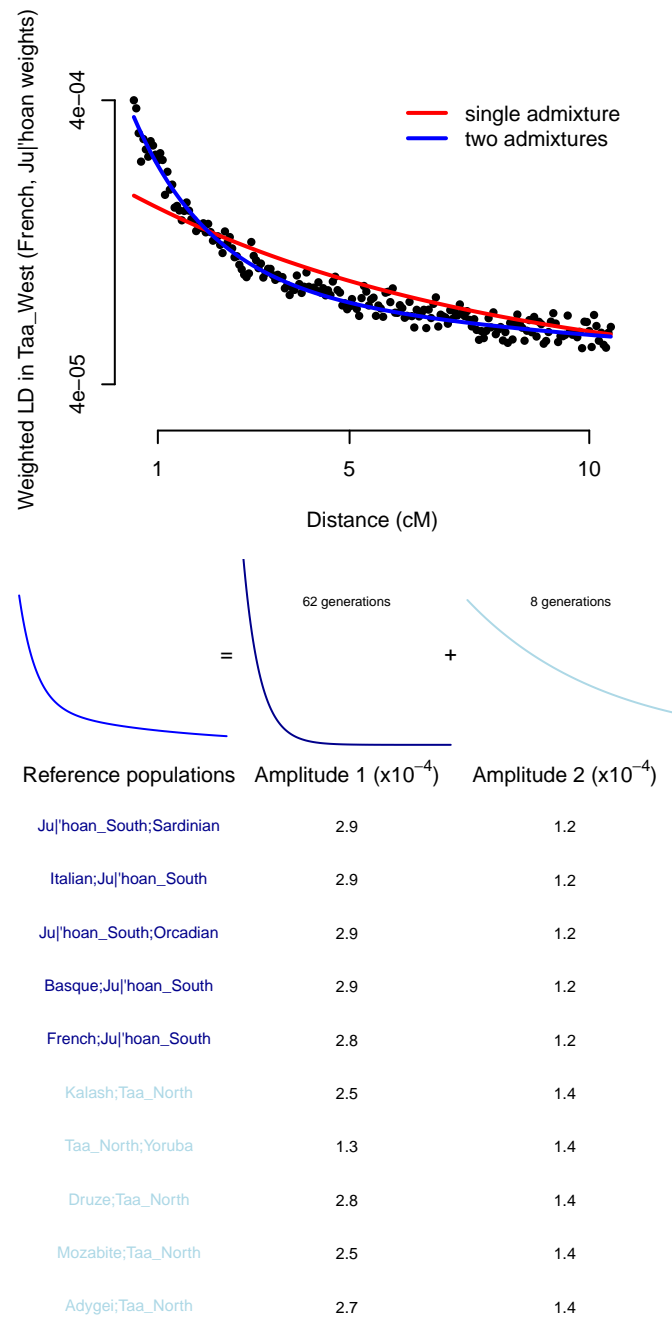 Weighted LD in Taa_West (French, Ju|'hoan weights)
4e−04
4e−05
single admixture
two admixtures
1 5 10
Distance (cM)
62 generations 8 generations
= +
Reference populations Amplitude 1 (x10−4) Amplitude 2 (x10−4)
Ju|'hoan_South;Sardinian 2.9 1.2
Italian;Ju|'hoan_South 2.9 1.2
Ju|'hoan_South;Orcadian 2.9 1.2
Basque;Ju|'hoan_South 2.9 1.2
French;Ju|'hoan_South 2.8 1.2
Kalash;Taa_North 2.5 1.4
Taa_North;Yoruba 1.3 1.4
Druze;Taa_North 2.8 1.4
Mozabite;Taa_North 2.5 1.4
Adygei;Taa_North 2.7 1.4